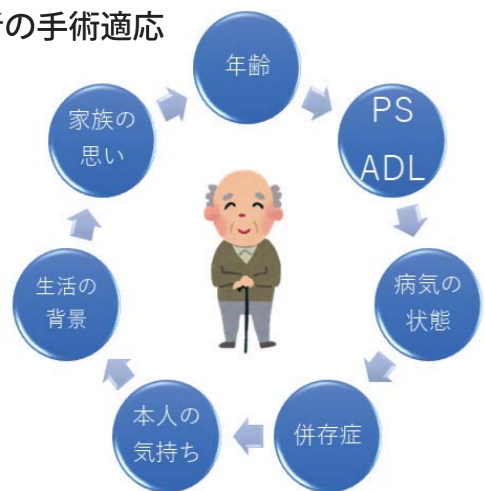 の手術適応
年齢
PS
ADL
病気の
状態
併存症
本人の
気持ち
生活の
背景
家族の
思い